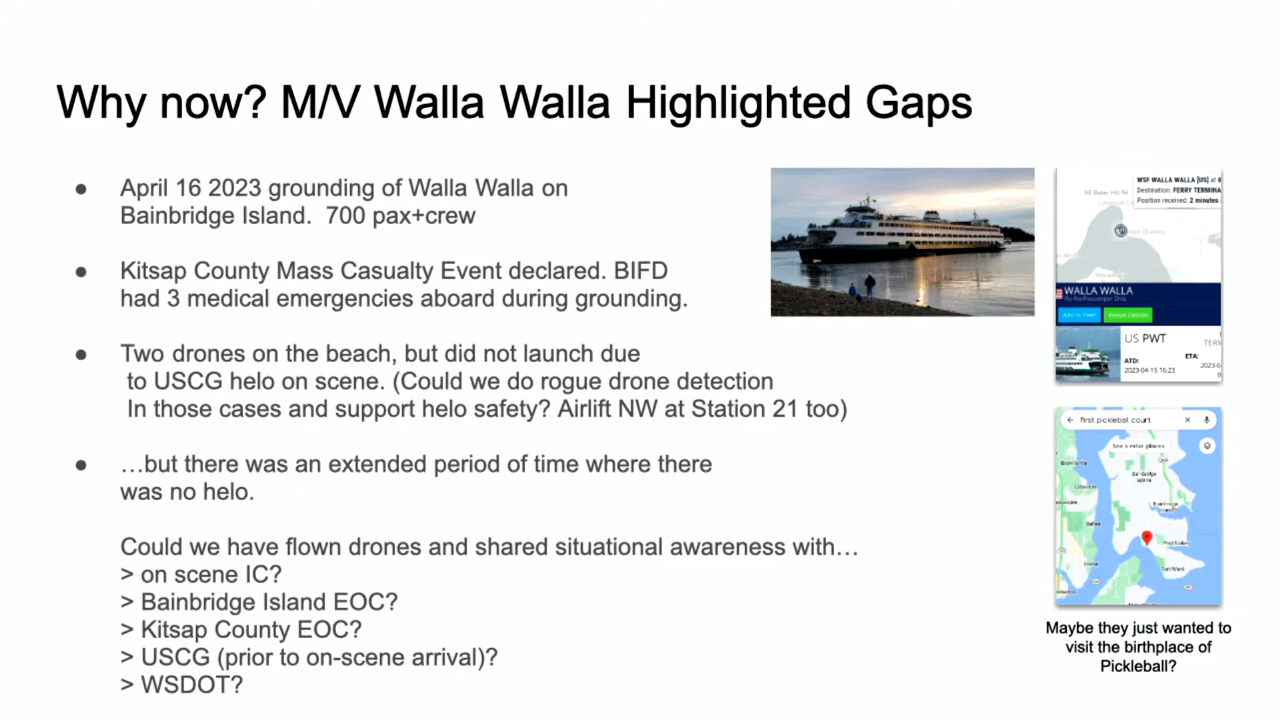 Why now? M/V Walla Walla Highlighted Gaps
● April 16 2023 grounding of Walla Walla on
Bainbridge Island. 700 pax+crew
● Kitsap County Mass Casualty Event declared. BIFD
had 3 medical emergencies aboard during grounding.
● Two drones on the beach, but did not launch due
to USCG helo on scene. (Could we do rogue drone detection
In those cases and support helo safety? Airlift NW at Station 21 too)
● …but there was an extended period of time where there
was no helo.
Could we have flown drones and shared situational awareness with…
> on scene IC?
> Bainbridge Island EOC?
> Kitsap County EOC?
> USCG (prior to on-scene arrival)?
> WSDOT?
WSF WALLA WALLA [US] at
Destination: FERRY TERMINA
Position received: 2 minutes
WALLA WALLA
Add to Fleet
Vessel Details
US PWT
TERM
ATD:
2023-04-15 16:23
ETA:
2023-0
first pickleball court
See similar places
Maybe they just wanted to
visit the birthplace of
Pickleball?